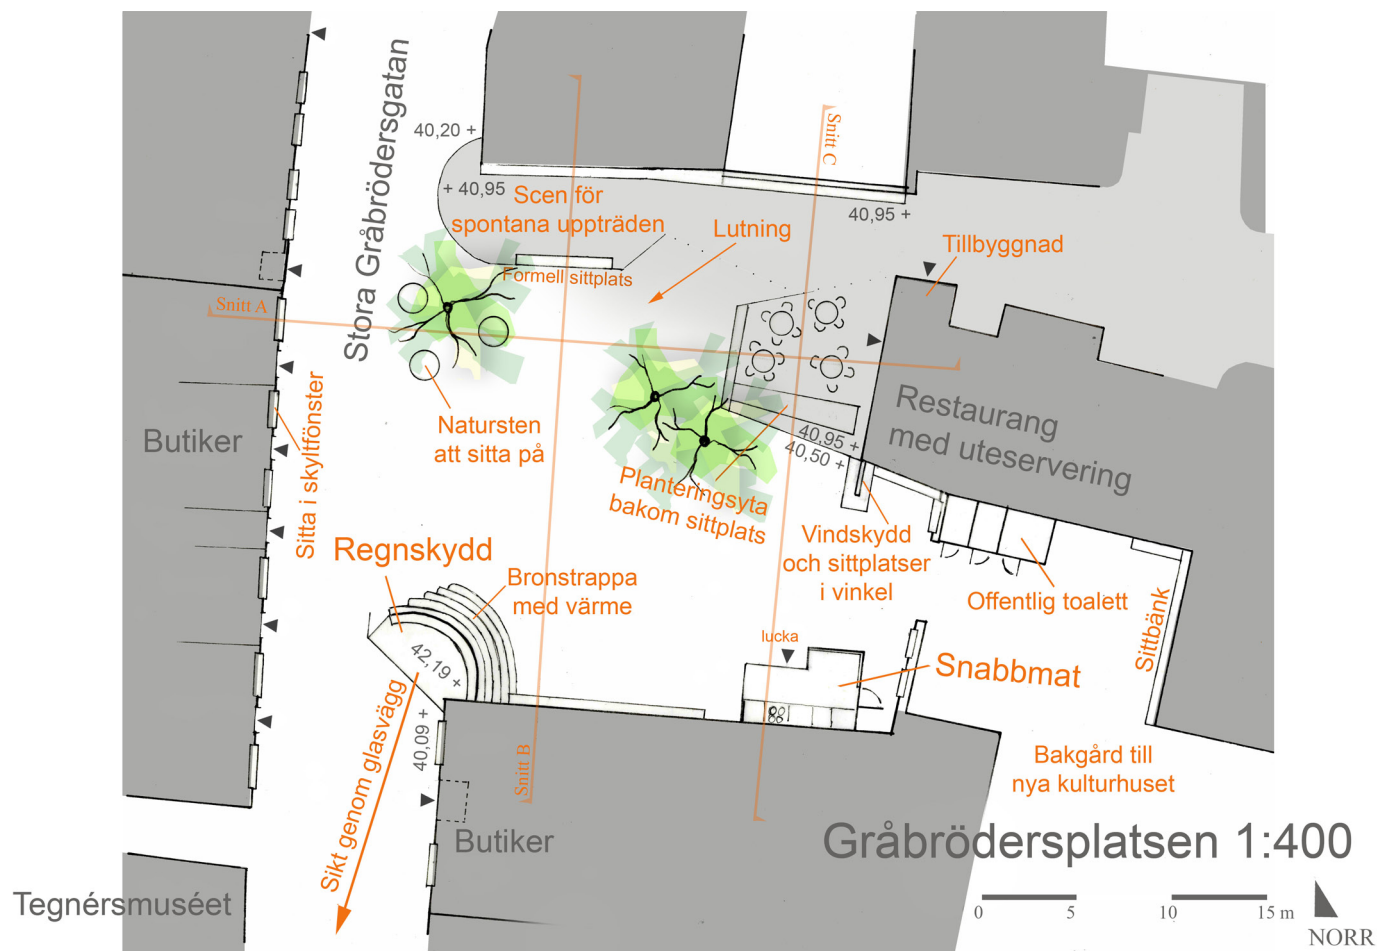 Stora Gråbrödersgatan
40,20 +
+ 40,95
Scen för
spontana uppträden
Snitt C
40,95 +
Lutning
Tillbyggnad
Formell sittplats
Snitt A
Sitta i skyltfönster
Butiker
Natursten
att sitta på
Restaurang
med uteservering
40,95 +
40,50 +
Planteringsyta
bakom sittplats
Vindskydd
och sittplatser
i vinkel
Offentlig toalett
Sittbänk
Regnskydd
Bronstrappa
med värme
42,19 +
lucka
Snabbmat
40,09 +
Sikt genom glasvägg
Snitt B
Bakgård till
nya kulturhuset
Butiker
Gråbrödersplatsen 1:400
Tegnérsmuséet
0 5 10 15 m
NORR